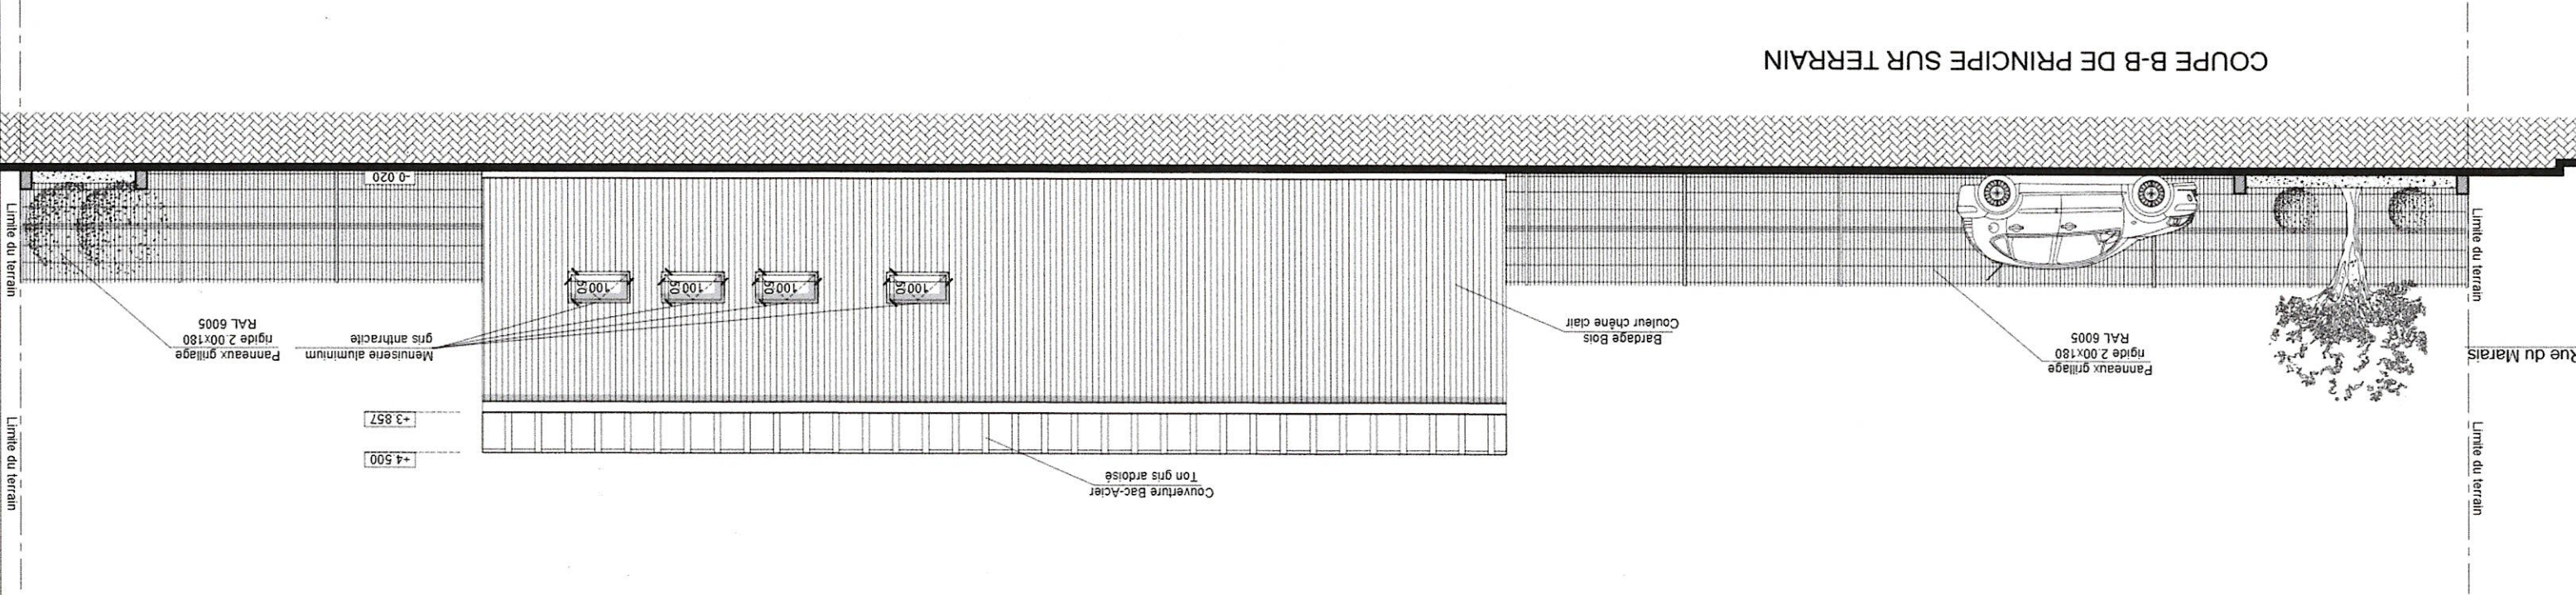 Couverture Bac-Acier
Ton gris ardoisé
+4.500
+3.857
Rue du Marais
Panneaux grillage
rigide 2.00x180
RAL 6005
Bardage Bois
Couleur chêne clair
Menuiserie aluminium
gris anthracite
Panneaux grillage
rigide 2.00x180
RAL 6005
100
50
100
50
100
50
100
50
-0.020
Limite du terrain
Limite du terrain
Limite du terrain
Limite du terrain
COUPE B-B DE PRINCIPE SUR TERRAIN